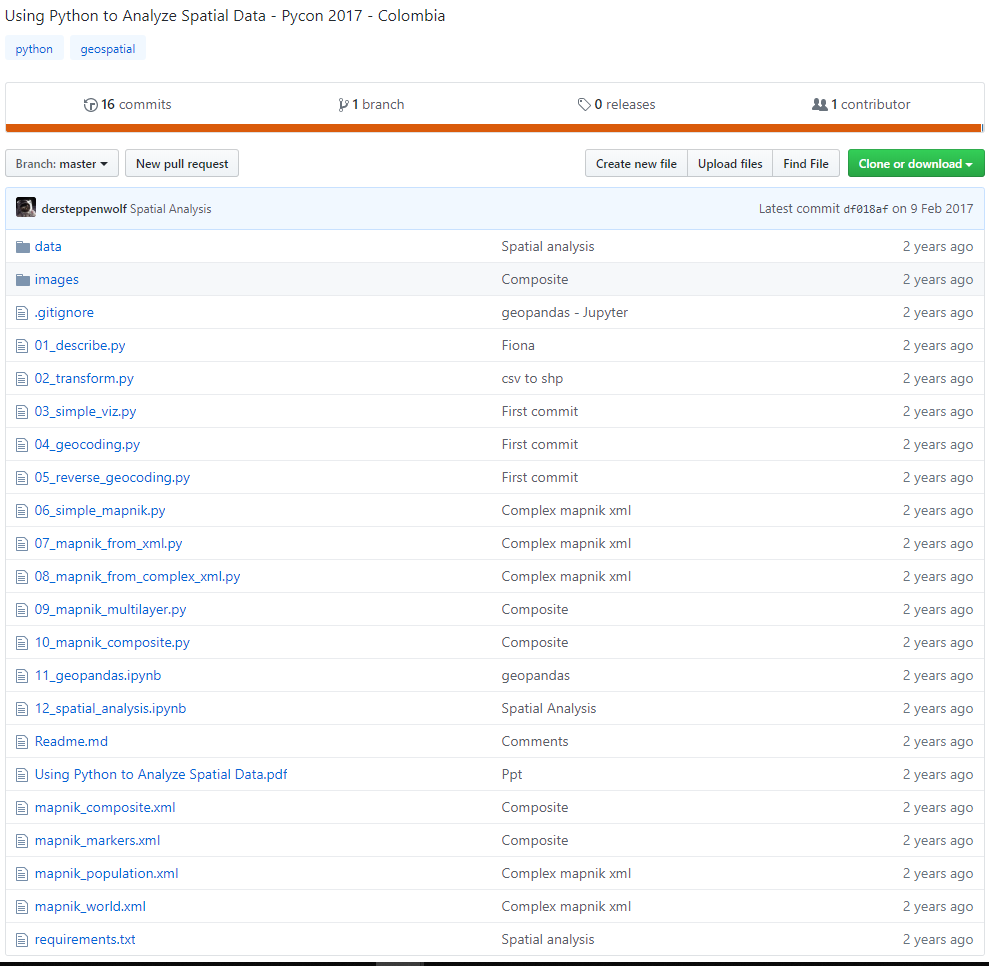 Using Python to Analyze Spatial Data - Pycon 2017 - Colombia
python geospatial
16 commits 1 branch 0 releases 1 contributor
Branch: master New pull request Create new file Upload files Find File Clone or download
dersteppenwolf Spatial Analysis Latest commit df018af on 9 Feb 2017
data Spatial analysis 2 years ago
images Composite 2 years ago
.gitignore geopandas - Jupyter 2 years ago
01_describe.py Fiona 2 years ago
02_transform.py csv to shp 2 years ago
03_simple_viz.py First commit 2 years ago
04_geocoding.py First commit 2 years ago
05_reverse_geocoding.py First commit 2 years ago
06_simple_mapnik.py Complex mapnik xml 2 years ago
07_mapnik_from_xml.py Complex mapnik xml 2 years ago
08_mapnik_from_complex_xml.py Complex mapnik xml 2 years ago
09_mapnik_multilayer.py Composite 2 years ago
10_mapnik_composite.py Composite 2 years ago
11_geopandas.ipynb geopandas 2 years ago
12_spatial_analysis.ipynb Spatial Analysis 2 years ago
Readme.md Comments 2 years ago
Using Python to Analyze Spatial Data.pdf Ppt 2 years ago
mapnik_composite.xml Composite 2 years ago
mapnik_markers.xml Composite 2 years ago
mapnik_population.xml Complex mapnik xml 2 years ago
mapnik_world.xml Complex mapnik xml 2 years ago
requirements.txt Spatial analysis 2 years ago